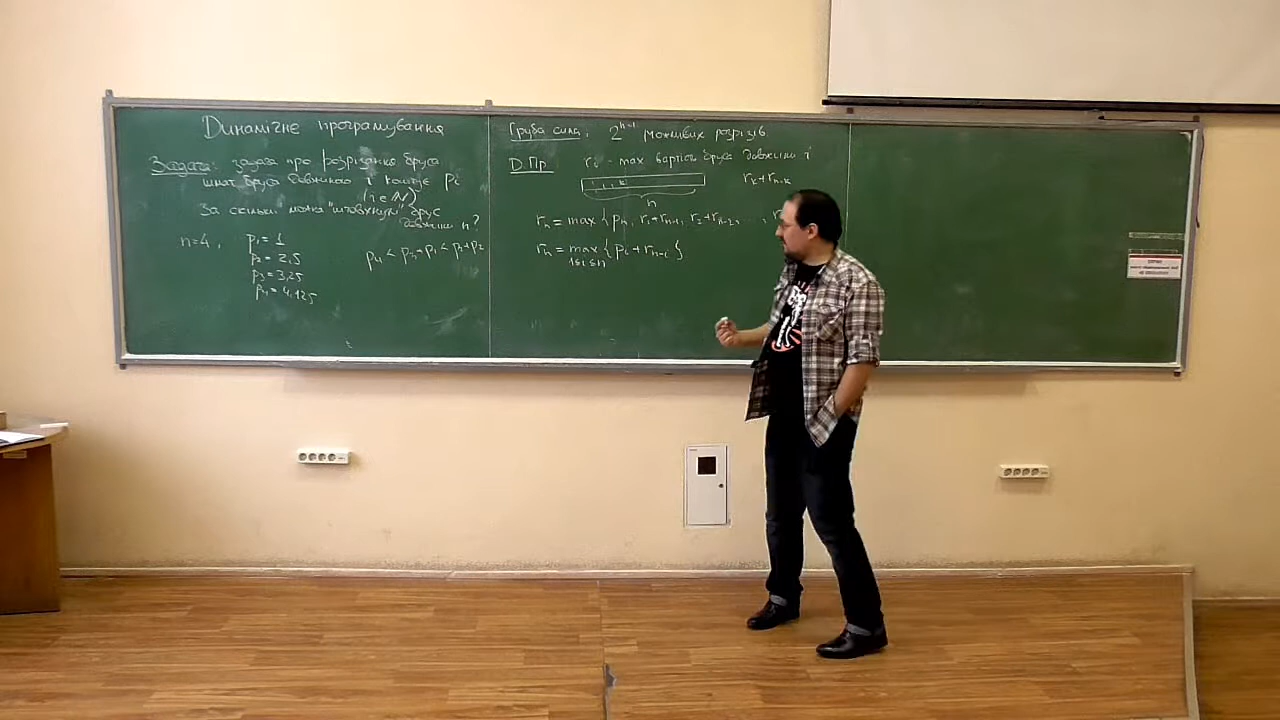 Динамічне програмування
Задача: задача про розрізання бруса
шмат бруса довжиною i коштує pᵢ
(i ∈ N)
За скільки можна "штовхнути" брус
довжини n?
n=4, p₁ = 1
p₂ = 2,5
p₃ = 3,25
p₄ = 4,125
p₄ < p₃+p₁ < p₂+p₂
Груба сила: 2ⁿ⁻¹ можливих розрізів
Д.Пр rᵢ - max вартість бруса довжини i
rₖ+rₙ₋ₖ
n
rₙ = max {pₙ, r₁+rₙ₋₁, r₂+rₙ₋₂, ...,
rₙ = max {pᵢ + rₙ₋ᵢ}
1≤i≤n